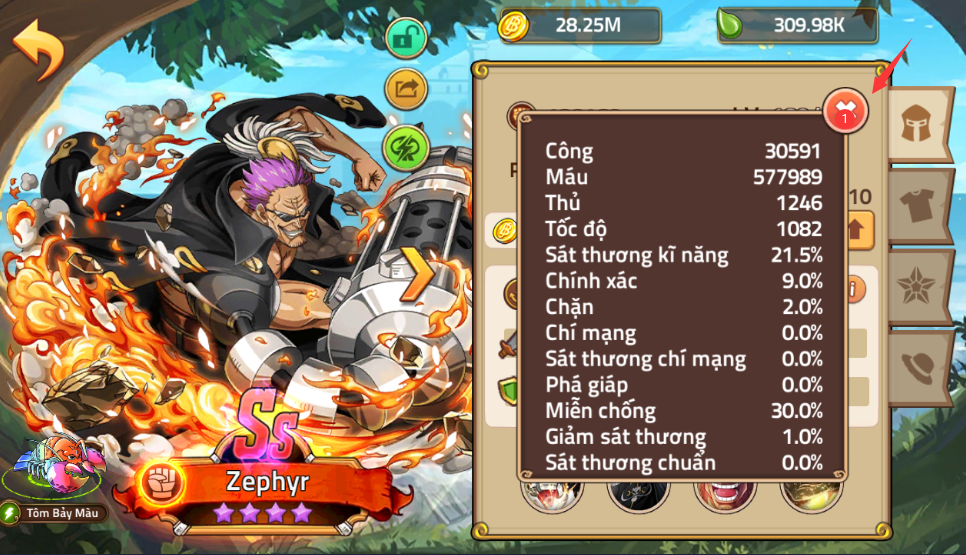 28.25M
309.98K
1
Công 30591
Máu 577989
Thủ 1246
Tốc độ 1082
Sát thương kĩ năng 21.5%
Chính xác 9.0%
Chặn 2.0%
Chí mạng 0.0%
Sát thương chí mạng 0.0%
Phá giáp 0.0%
Miễn chống 30.0%
Giảm sát thương 1.0%
Sát thương chuẩn 0.0%
10
Ss
Zephyr
Tôm Bảy Màu